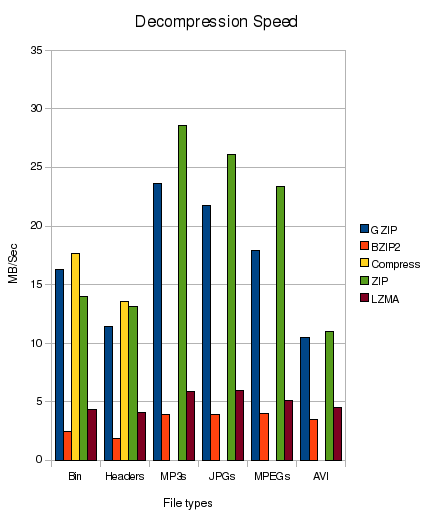 Decompression Speed
35
30
25
20
15
10
5
0
MB/Sec
Bin Headers MP3s JPGs MPEGs AVI
File types
GZIP
BZIP2
Compress
ZIP
LZMA